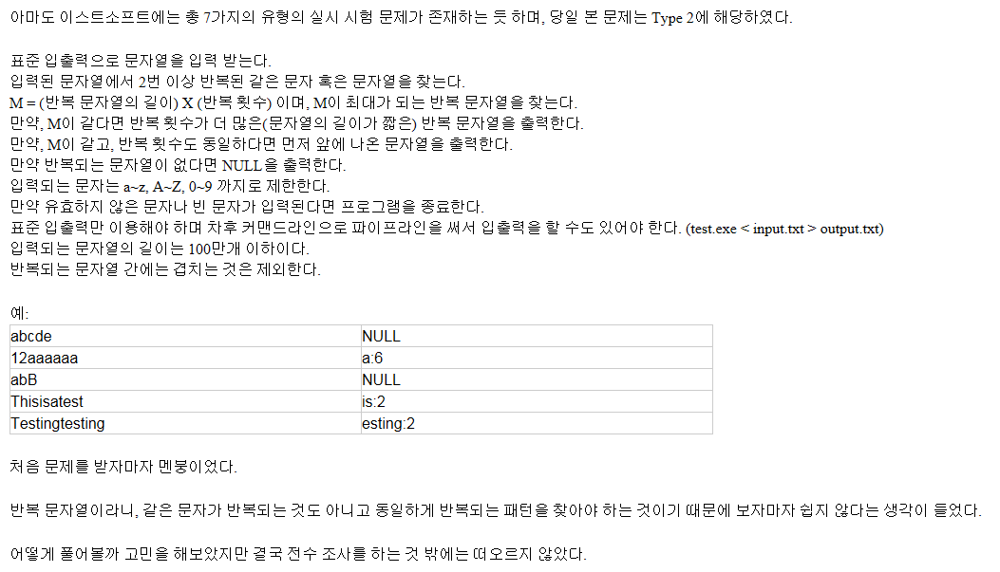 아마도 이스트소프트에는 총 7가지의 유형의 실시 시험 문제가 존재하는 듯 하며, 당일 본 문제는 Type 2에 해당하였다.
표준 입출력으로 문자열을 입력 받는다.
입력된 문자열에서 2번 이상 반복된 같은 문자 혹은 문자열을 찾는다.
M = (반복 문자열의 길이) X (반복 횟수) 이며, M이 최대가 되는 반복 문자열을 찾는다.
만약, M이 같다면 반복 횟수가 더 많은(문자열의 길이가 짧은) 반복 문자열을 출력한다.
만약, M이 같고, 반복 횟수도 동일하다면 먼저 앞에 나온 문자열을 출력한다.
만약 반복되는 문자열이 없다면 NULL을 출력한다.
입력되는 문자는 a~z, A~Z, 0~9 까지로 제한한다.
만약 유효하지 않은 문자나 빈 문자가 입력된다면 프로그램을 종료한다.
표준 입출력만 이용해야 하며 차후 커맨드라인으로 파이프라인을 써서 입출력을 할 수도 있어야 한다. (test.exe < input.txt > output.txt)
입력되는 문자열의 길이는 100만개 이하이다.
반복되는 문자열 간에는 겹치는 것은 제외한다.
예:
abcde NULL
12aaaaaa a:6
abB NULL
Thisisatest is:2
Testingtesting esting:2
처음 문제를 받자마자 멘붕이었다.
반복 문자열이라니, 같은 문자가 반복되는 것도 아니고 동일하게 반복되는 패턴을 찾아야 하는 것이기 때문에 보자마자 쉽지 않다는 생각이 들었다.
어떻게 풀어볼까 고민을 해보았지만 결국 전수 조사를 하는 것 밖에는 떠오르지 않았다.